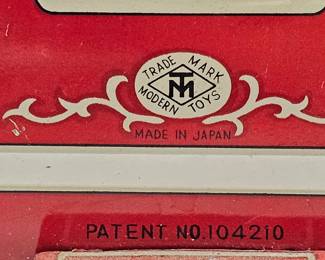 TRADE MARK
TM
MODERN TOYS
MADE IN JAPAN
PATENT NO.104210